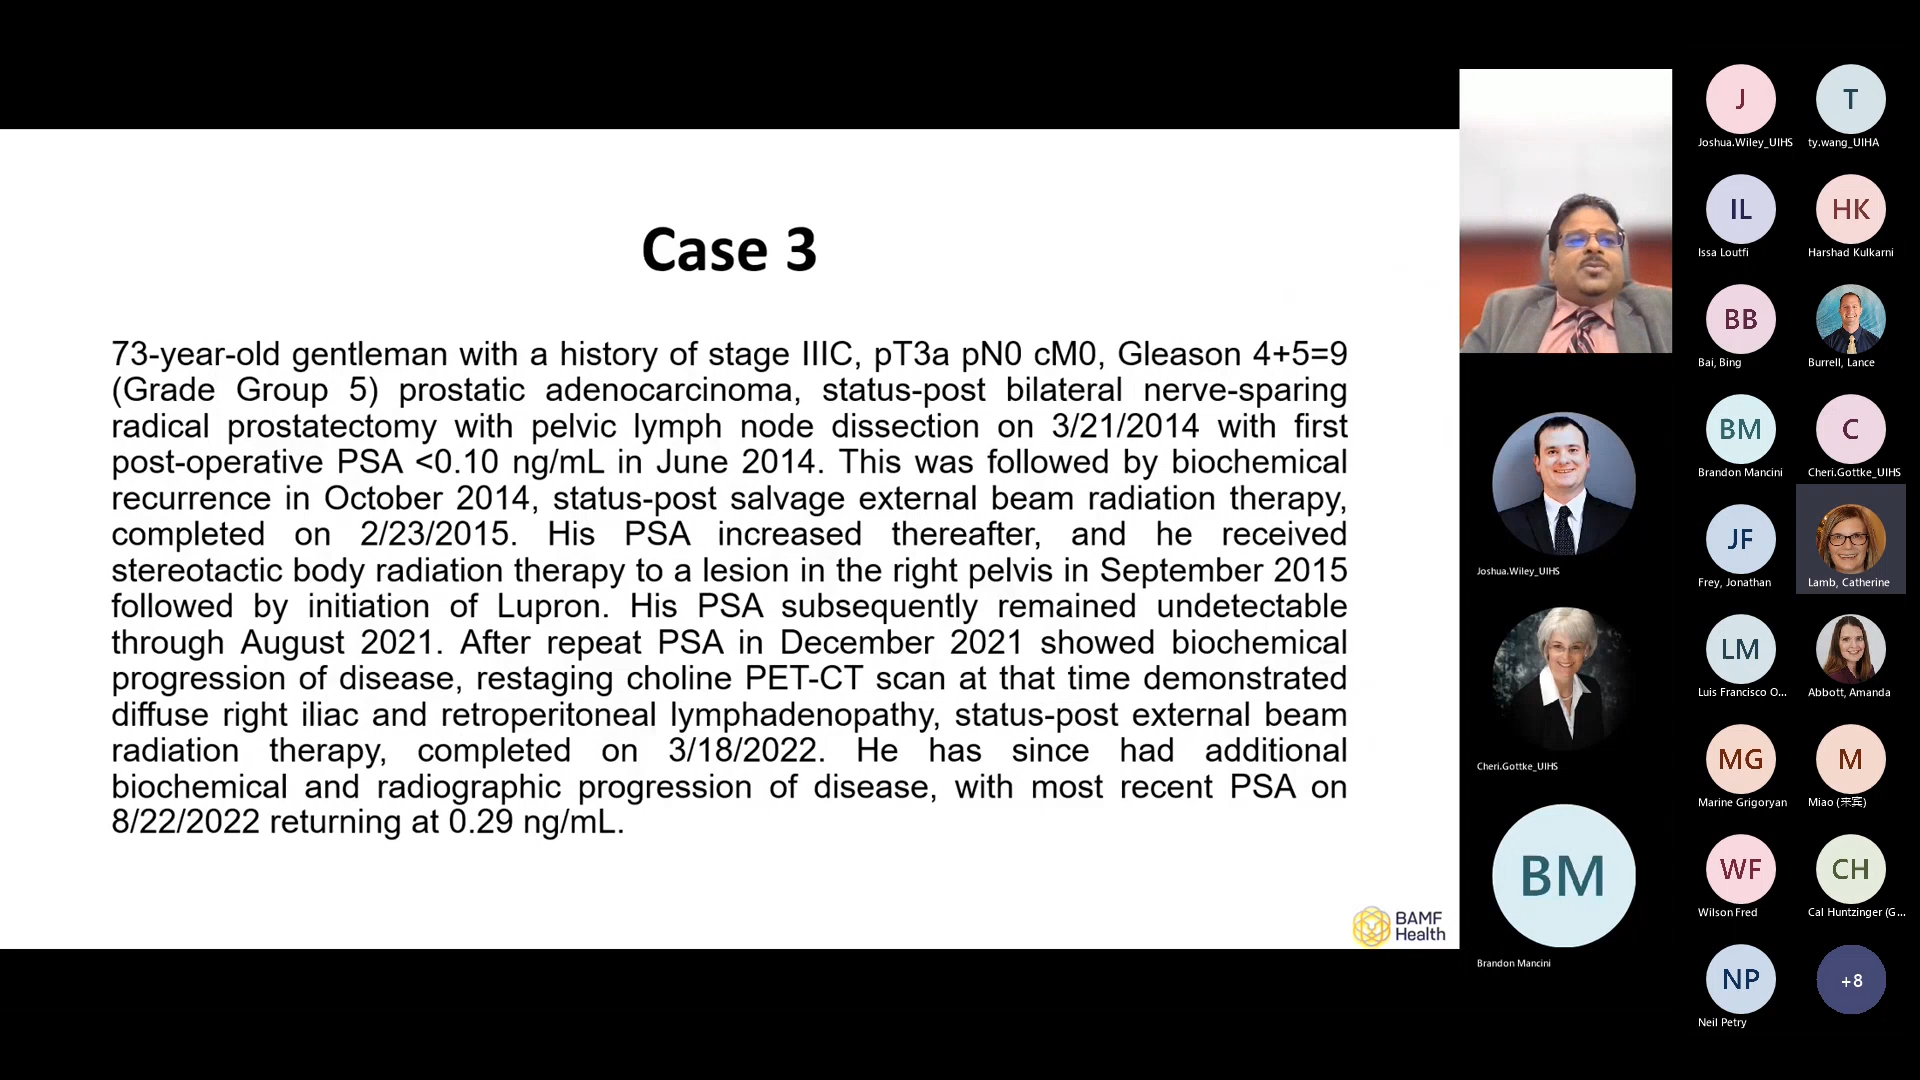 Case 3
73-year-old gentleman with a history of stage IIIC, pT3a pN0 cM0, Gleason 4+5=9
(Grade Group 5) prostatic adenocarcinoma, status-post bilateral nerve-sparing
radical prostatectomy with pelvic lymph node dissection on 3/21/2014 with first
post-operative PSA <0.10 ng/mL in June 2014. This was followed by biochemical
recurrence in October 2014, status-post salvage external beam radiation therapy,
completed on 2/23/2015. His PSA increased thereafter, and he received
stereotactic body radiation therapy to a lesion in the right pelvis in September 2015
followed by initiation of Lupron. His PSA subsequently remained undetectable
through August 2021. After repeat PSA in December 2021 showed biochemical
progression of disease, restaging choline PET-CT scan at that time demonstrated
diffuse right iliac and retroperitoneal lymphadenopathy, status-post external beam
radiation therapy, completed on 3/18/2022. He has since had additional
biochemical and radiographic progression of disease, with most recent PSA on
8/22/2022 returning at 0.29 ng/mL.
BAMF
Health
Joshua.Wiley_UIHS
Cheri.Gottke_UIHS
BM
Brandon Mancini
J
T
Joshua.Wiley_UIHS
ty.wang_UIHA
IL
HK
Issa Loutfi
Harshad Kulkarni
BB
Bai, Bing
Burrell, Lance
BM
C
Brandon Mancini
Cheri.Gottke_UIHS
JF
Frey, Jonathan
Lamb, Catherine
LM
Luis Francisco O...
Abbott, Amanda
MG
M
Marine Grigoryan
Miao (来宾)
WF
CH
Wilson Fred
Cal Huntzinger (G...
NP
+8
Neil Petry